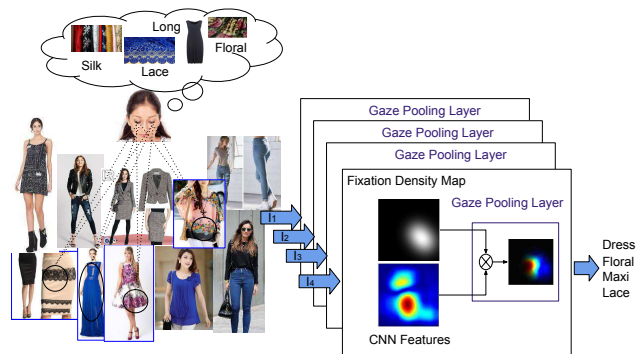 Long
Floral
Silk
Lace
Gaze Pooling Layer
Gaze Pooling Layer
Gaze Pooling Layer
Fixation Density Map
Gaze Pooling Layer
I1
I2
I3
I4
CNN Features
Dress
Floral
Maxi
Lace